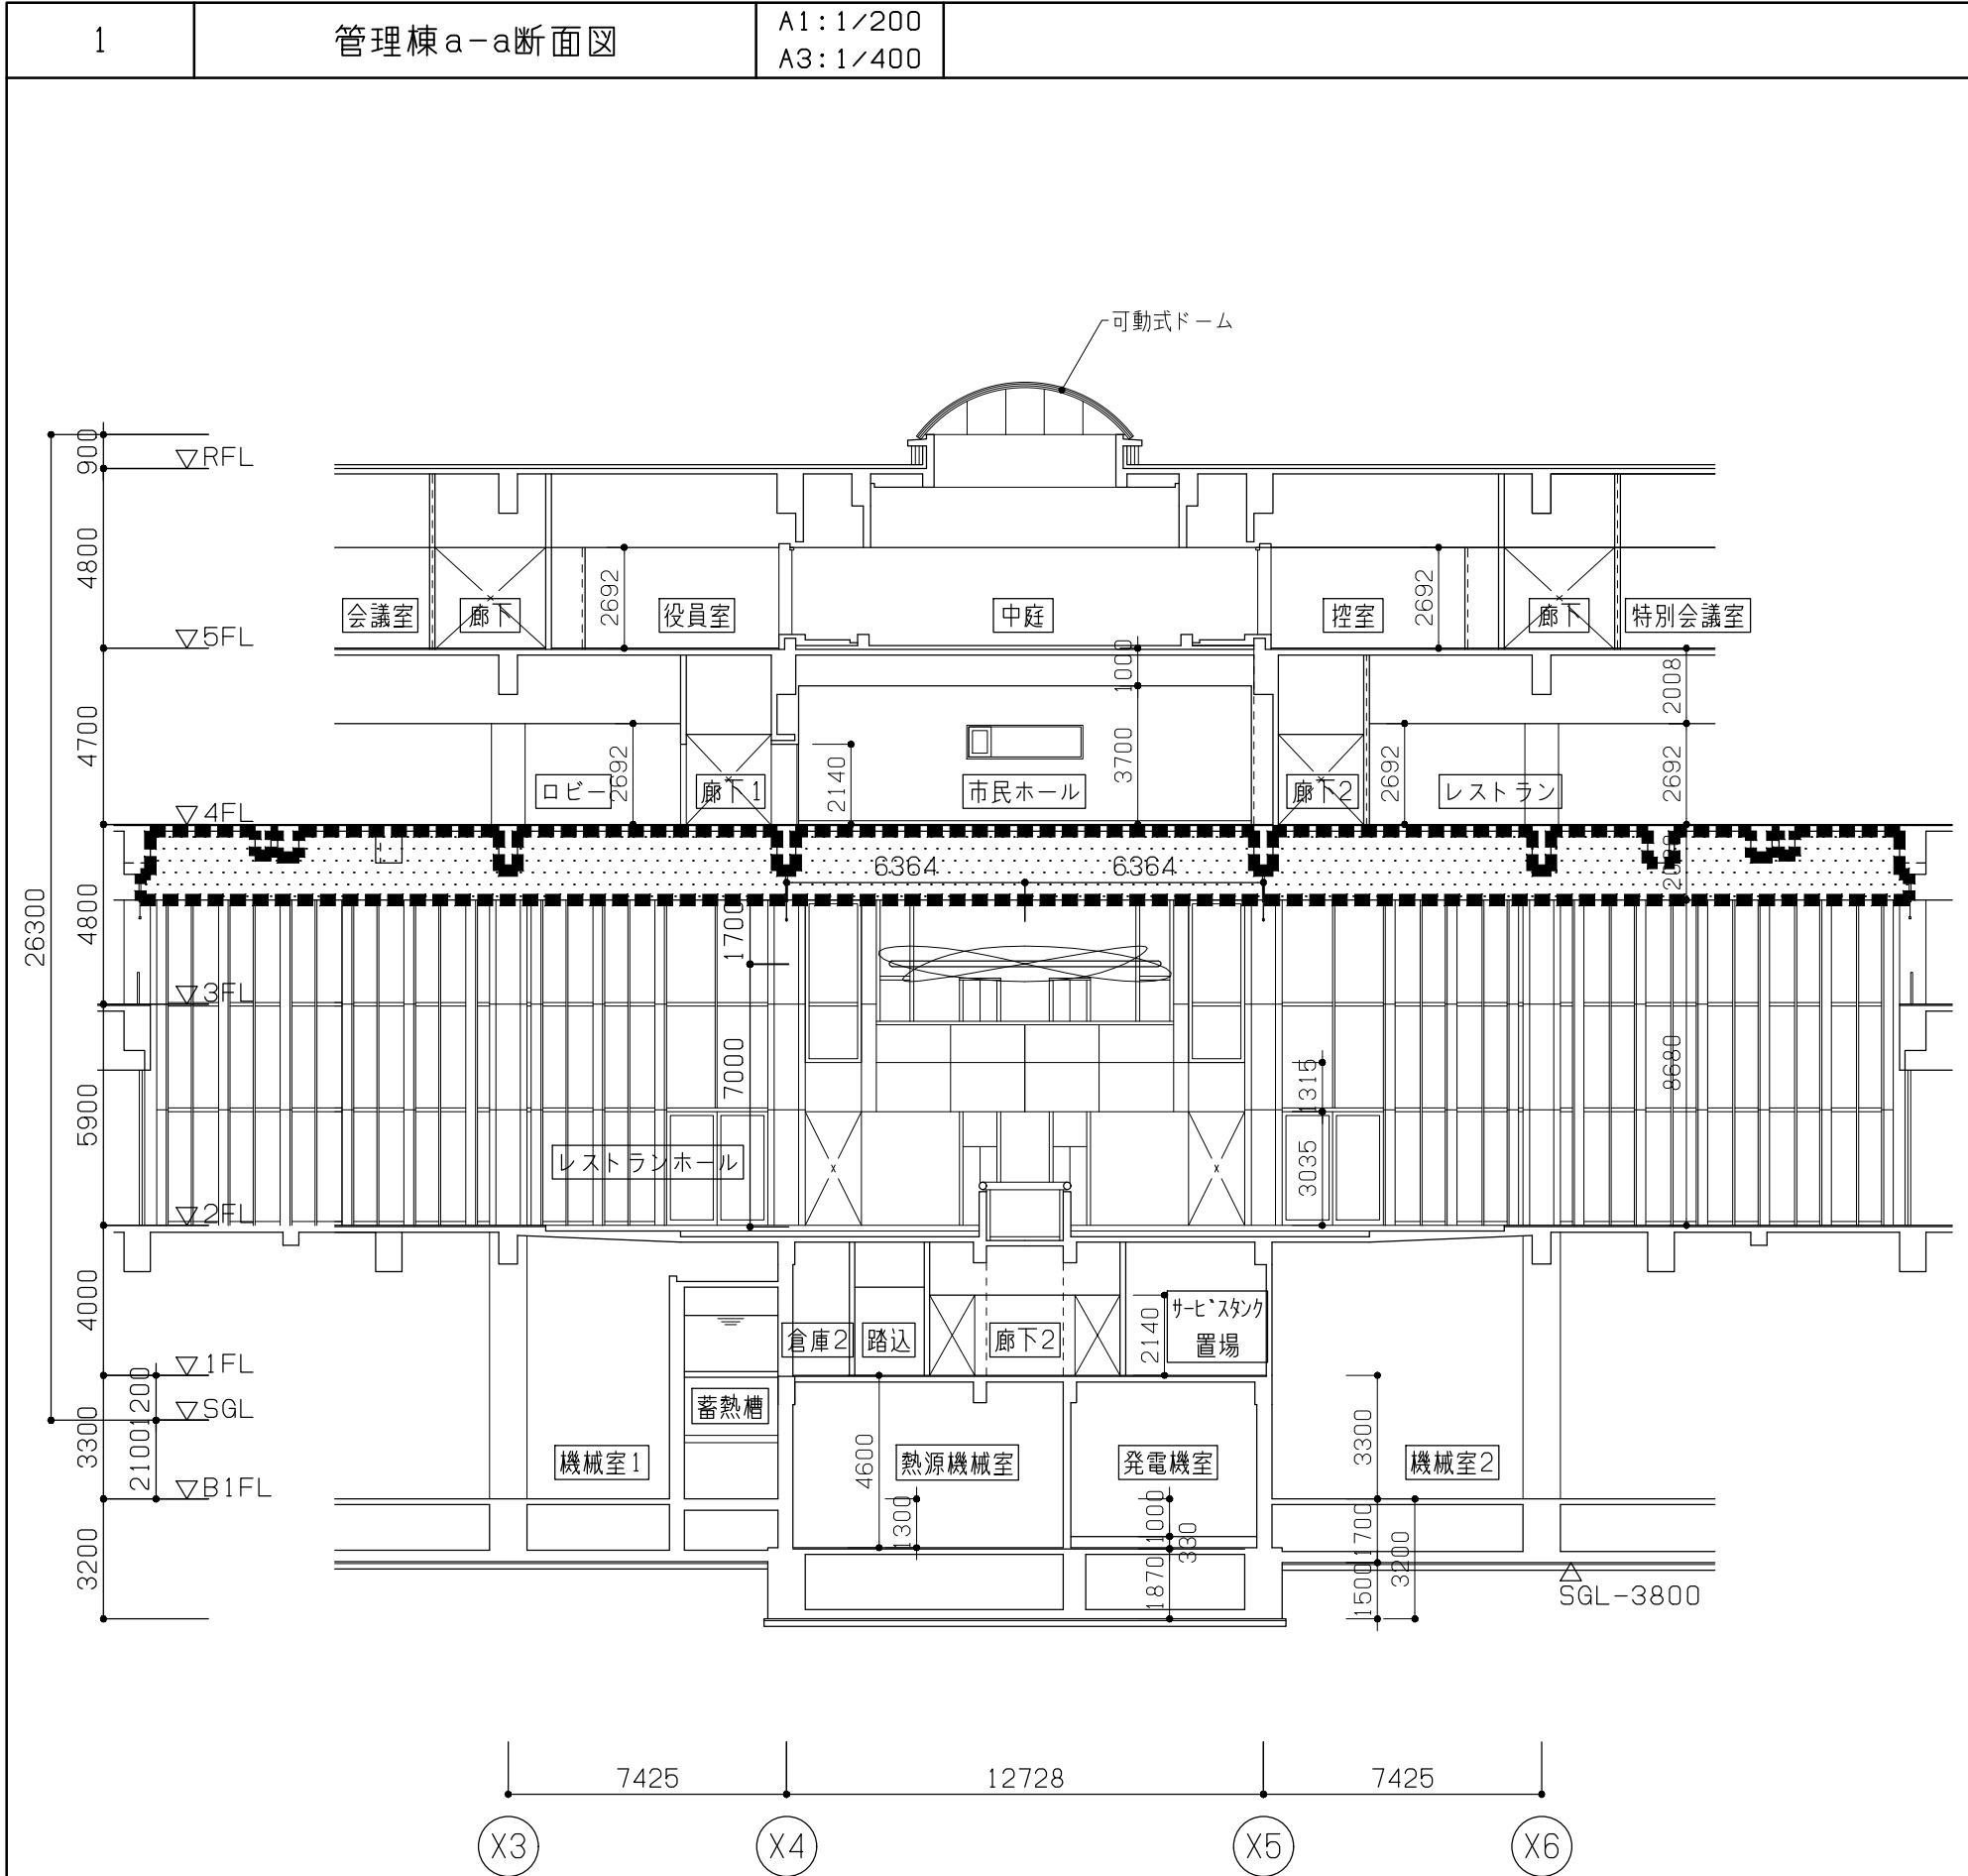 1
管理棟a-a断面図
A1:1/200
A3:1/400
可動式ドーム
900
▽RFL
4800
2692
2692
会議室
廊下
役員室
中庭
控室
廊下
特別会議室
▽5FL
1000
2008
4700
2692
2140
3700
2692
2692
ロビー
廊下1
市民ホール
廊下2
レストラン
▽4FL
6364
6364
26300
4800
1700
▽3FL
7000
8680
1315
5900
レストランホール
3035
▽2FL
4000
サービスタンク
置場
2140
倉庫2
踏込
廊下2
▽1FL
1200
▽SGL
蓄熱槽
3300
2100
3300
4600
機械室1
熱源機械室
発電機室
機械室2
▽B1FL
1300
1000
1700
3200
330
3200
1870
1500
SGL-3800
7425
12728
7425
X3
X4
X5
X6